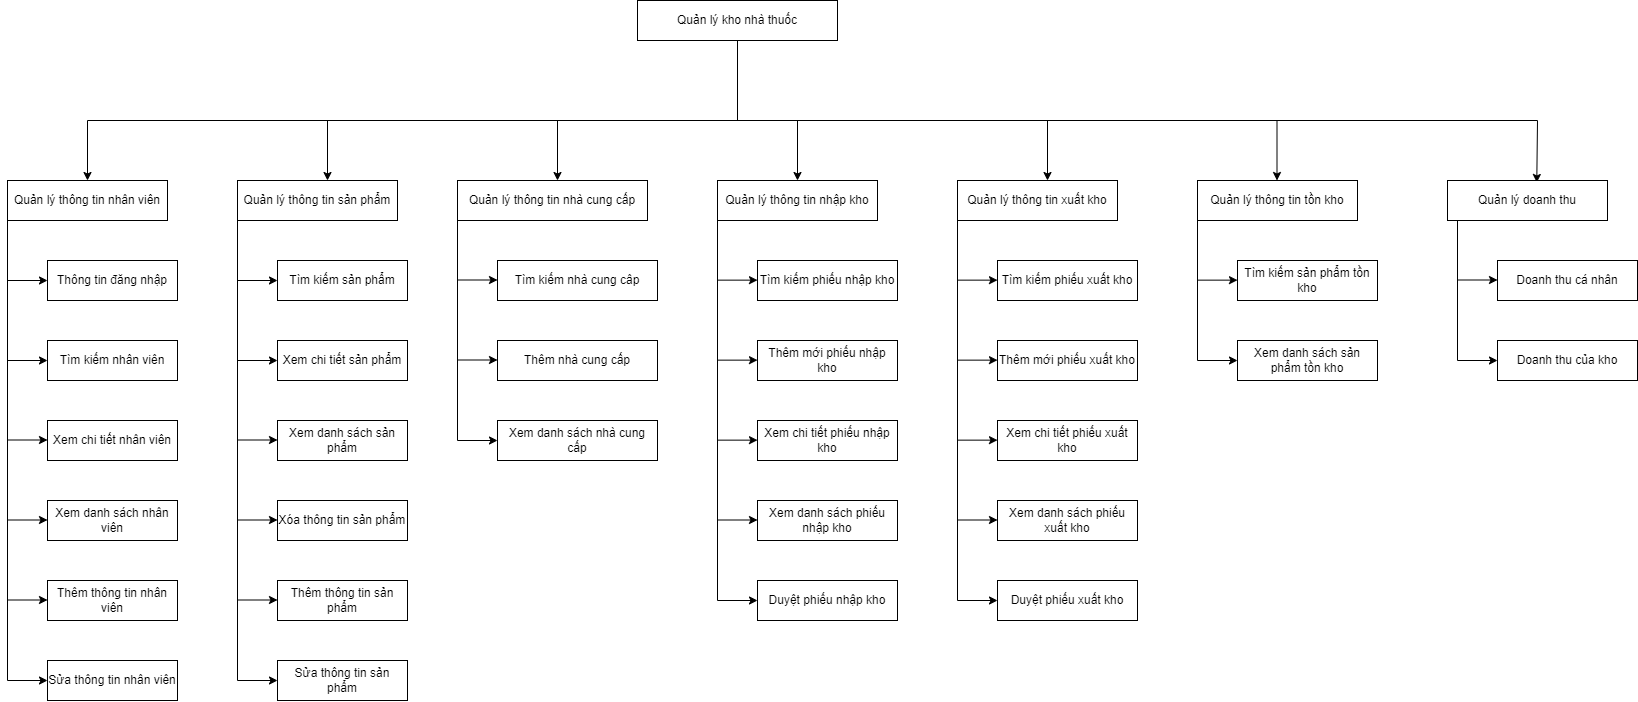 Quản lý kho nhà thuốc
Quản lý thông tin nhân viên
Thông tin đăng nhập
Tìm kiếm nhân viên
Xem chi tiết nhân viên
Xem danh sách nhân
viên
Thêm thông tin nhân
viên
Sửa thông tin nhân viên
Quản lý thông tin sản phẩm
Tìm kiếm sản phẩm
Xem chi tiết sản phẩm
Xem danh sách sản
phẩm
Xóa thông tin sản phẩm
Thêm thông tin sản
phẩm
Sửa thông tin sản
phẩm
Quản lý thông tin nhà cung cấp
Tìm kiếm nhà cung câp
Thêm nhà cung cấp
Xem danh sách nhà cung
cấp
Quản lý thông tin nhập kho
Tìm kiếm phiếu nhập kho
Thêm mới phiếu nhập
kho
Xem chi tiết phiếu nhập
kho
Xem danh sách phiếu
nhập kho
Duyệt phiếu nhập kho
Quản lý thông tin xuất kho
Tìm kiếm phiếu xuất kho
Thêm mới phiếu xuất kho
Xem chi tiết phiếu xuất
kho
Xem danh sách phiếu
xuất kho
Duyệt phiếu xuất kho
Quản lý thông tin tồn kho
Tìm kiếm sản phẩm tồn
kho
Xem danh sách sản
phẩm tồn kho
Quản lý doanh thu
Doanh thu cá nhân
Doanh thu của kho